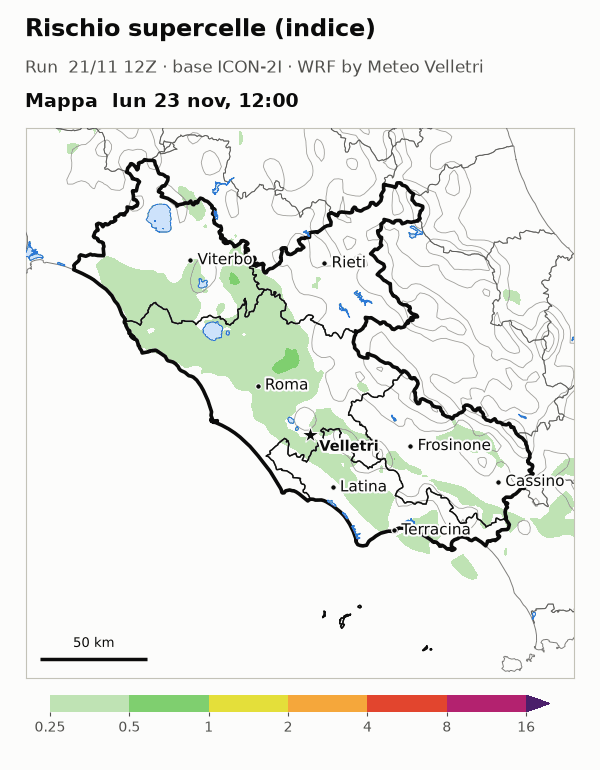 Rischio supercelle (indice)
Run  21/11 12Z · base ICON-2I · WRF by Meteo Velletri
Mappa  lun 23 nov, 12:00
Viterbo
Rieti
Roma
Velletri
Frosinone
Cassino
Latina
Terracina
50 km
0.25 0.5 1 2 4 8 16